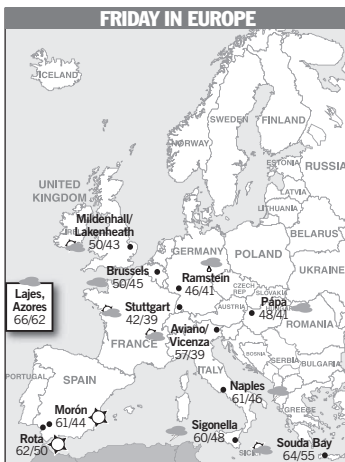 FRIDAY IN EUROPE
ICELAND
SWEDEN
FINLAND
NORWAY
ESTONIA
RUSSIA
LATVIA
LITHUANIA
UNITED
KINGDOM
Mildenhall/
Lakenheath
50/43
BELARUS
GERMANY
POLAND
Brussels
50/45
Ramstein
46/41
UKRAINE
CZECH
REP
SLOVAKIA
Lajes,
Azores
66/62
Stuttgart
42/39
AUSTRIA
Pápa
48/41
FRANCE
Aviano/
Vicenza
57/39
ROMANIA
BOSNIA
SERBIA
BULGARIA
ITALY
PORTUGAL
SPAIN
Naples
61/46
Morón
61/44
GREECE
Rota
62/50
Sigonella
60/48
Souda Bay
64/55